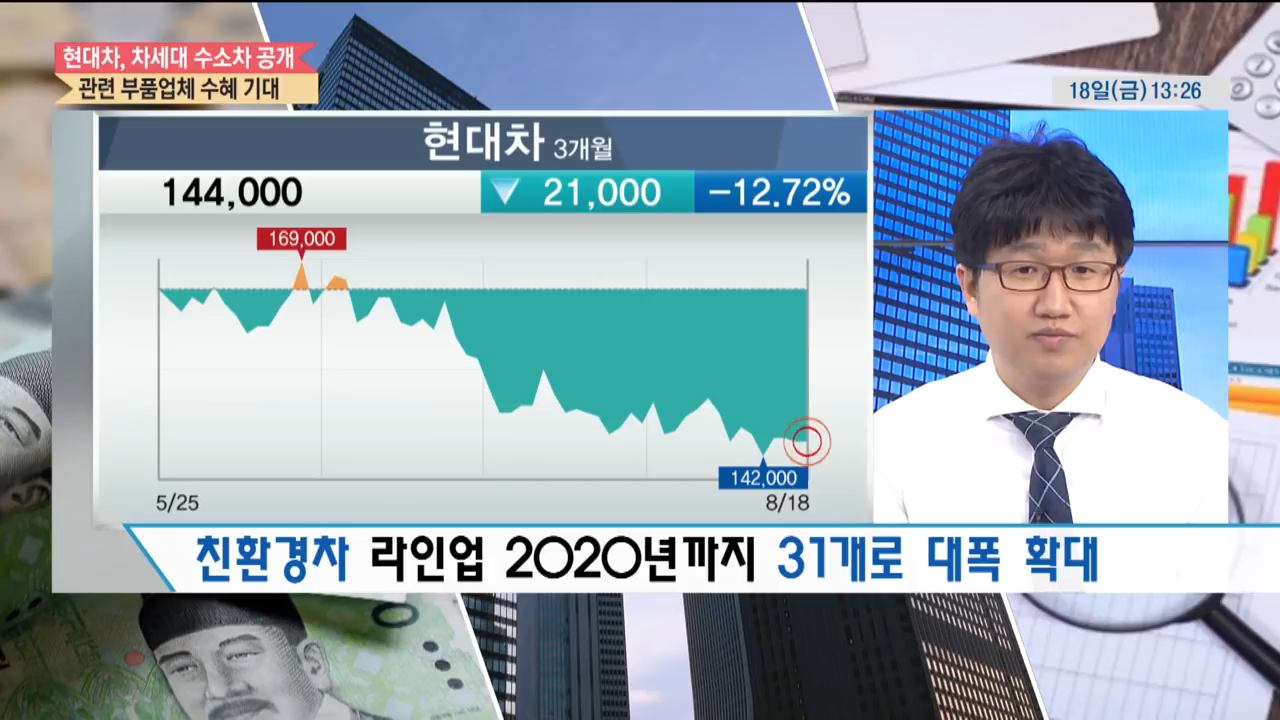 현대차, 차세대 수소차 공개
관련 부품업체 수혜 기대
18일(금) 13:26
현대차 3개월
144,000 ▼ 21,000 -12.72%
169,000
142,000
5/25 8/18
친환경차 라인업 2020년까지 31개로 대폭 확대